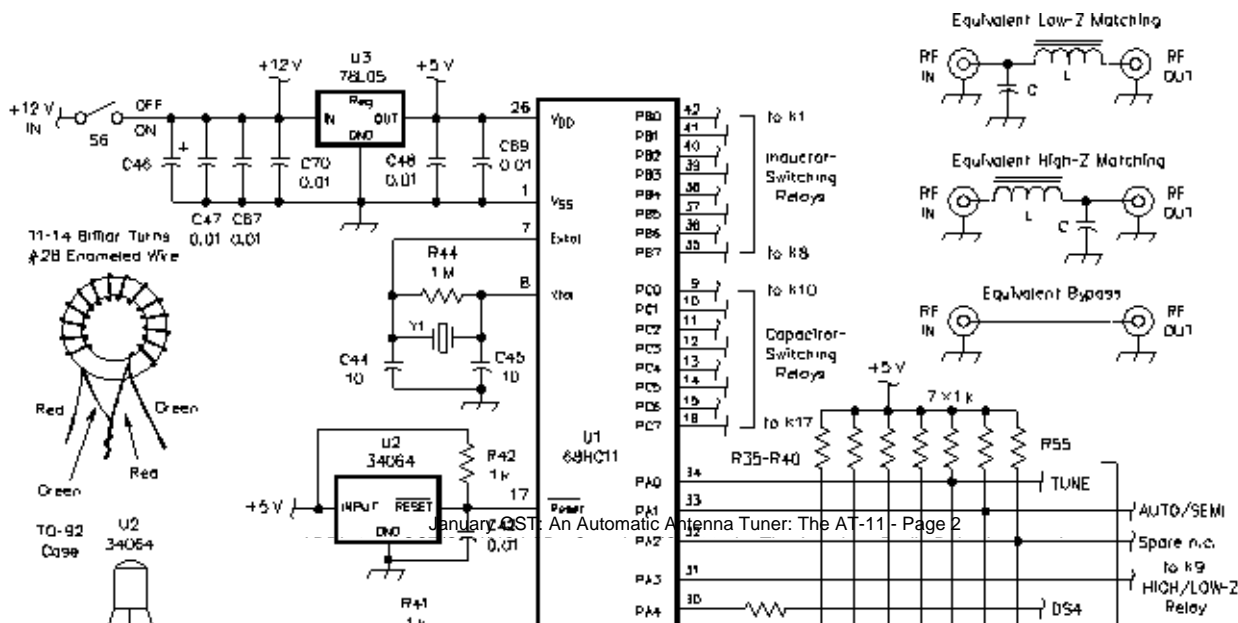 Equivalent Low-Z Matching
RF IN
L
C
RF OUT
+12 V IN
S6
OFF
ON
+12 V
U3
78L05
Reg
IN
OUT
GND
+5 V
C46
+
C47
0.01
C67
0.01
C70
0.01
C48
0.01
C69
0.01
26
VDD
1
VSS
7
Extal
8
Xtal
R44
1 M
Y1
C44
10
C45
10
11-14 Bifilar Turns
#28 Enameled Wire
Red
Green
Green
Red
U2
34064
INPUT
RESET
GND
+5 V
R42
1 k
17
Reset
C43
0.01
TO-92
Case
U2
34064
R41
1 k
U1
68HC11
PB0 42
PB1 41
PB2 40
PB3 39
PB4 38
PB5 37
PB6 36
PB7 35
to K1
Inductor-
Switching
Relays
to K8
PC0 9
PC1 10
PC2 11
PC3 12
PC4 13
PC5 14
PC6 15
PC7 16
to K10
Capacitor-
Switching
Relays
to K17
PA0 34
PA1 33
PA2 32
PA3 31
PA4 30
Equivalent High-Z Matching
RF IN
L
C
RF OUT
Equivalent Bypass
RF IN
RF OUT
+5 V
7 × 1 k
R35-R40
R55
TUNE
AUTO/SEMI
Spare n.c.
to K9
HIGH/LOW-Z
Relay
DS4
January QST: An Automatic Antenna Tuner: The AT-11 - Page 2